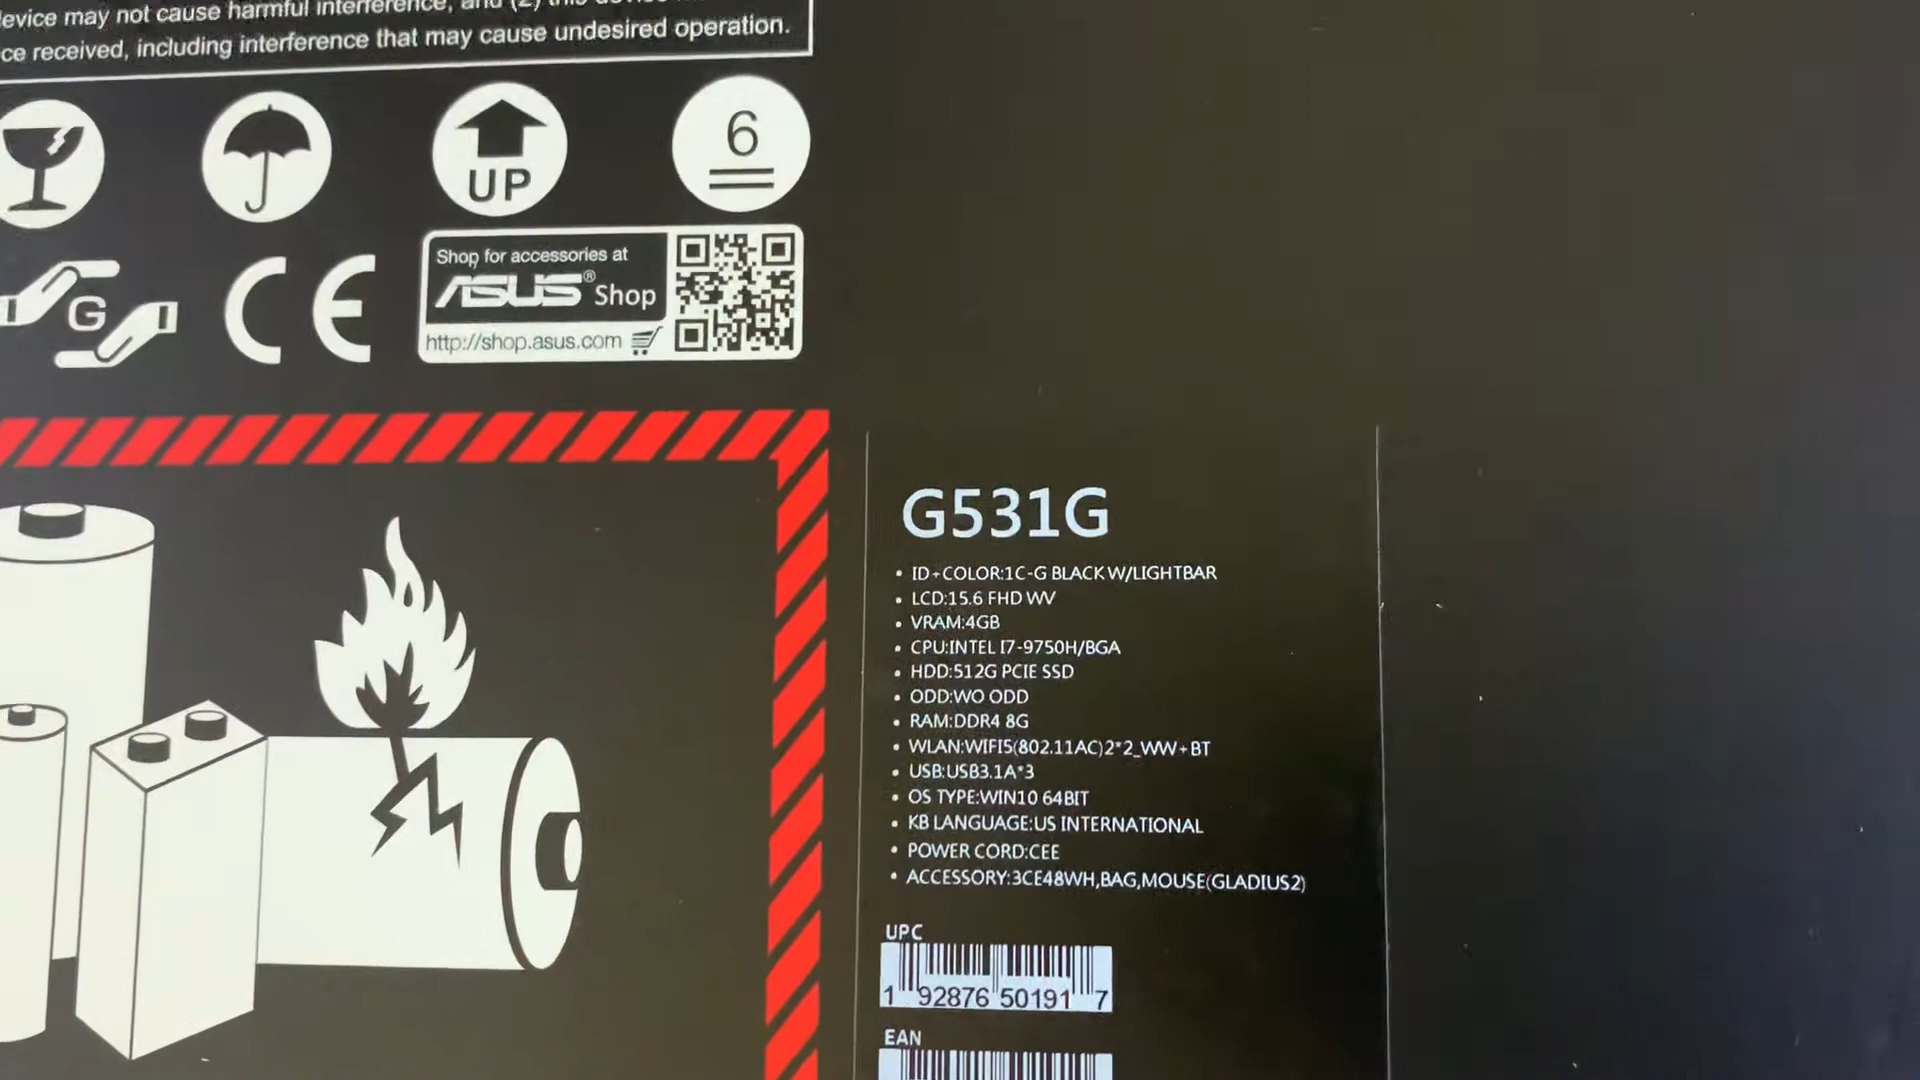 device may not cause harmful interference, and (2) this
ce received, including interference that may cause undesired operation.
UP
6
G
CE
Shop for accessories at
ASUS® Shop
http://shop.asus.com
G531G
• ID+COLOR:1C-G BLACK W/LIGHTBAR
• LCD:15.6 FHD WV
• VRAM:4GB
• CPU:INTEL I7-9750H/BGA
• HDD:512G PCIE SSD
• ODD:WO ODD
• RAM:DDR4 8G
• WLAN:WIFI5(802.11AC)2*2_WW+BT
• USB:USB3.1A*3
• OS TYPE:WIN10 64BIT
• KB LANGUAGE:US INTERNATIONAL
• POWER CORD:CEE
• ACCESSORY:3CE48WH,BAG,MOUSE(GLADIUS2)
UPC
1 92876 50191 7
EAN